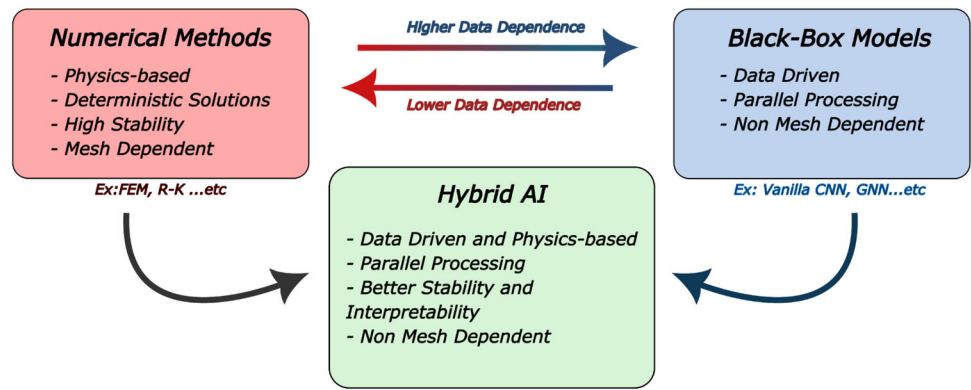 Numerical Methods
- Physics-based
- Deterministic Solutions
- High Stability
- Mesh Dependent
Ex:FEM, R-K ...etc
Higher Data Dependence
Lower Data Dependence
Black-Box Models
- Data Driven
- Parallel Processing
- Non Mesh Dependent
Ex: Vanilla CNN, GNN...etc
Hybrid AI
- Data Driven and Physics-based
- Parallel Processing
- Better Stability and
Interpretability
- Non Mesh Dependent